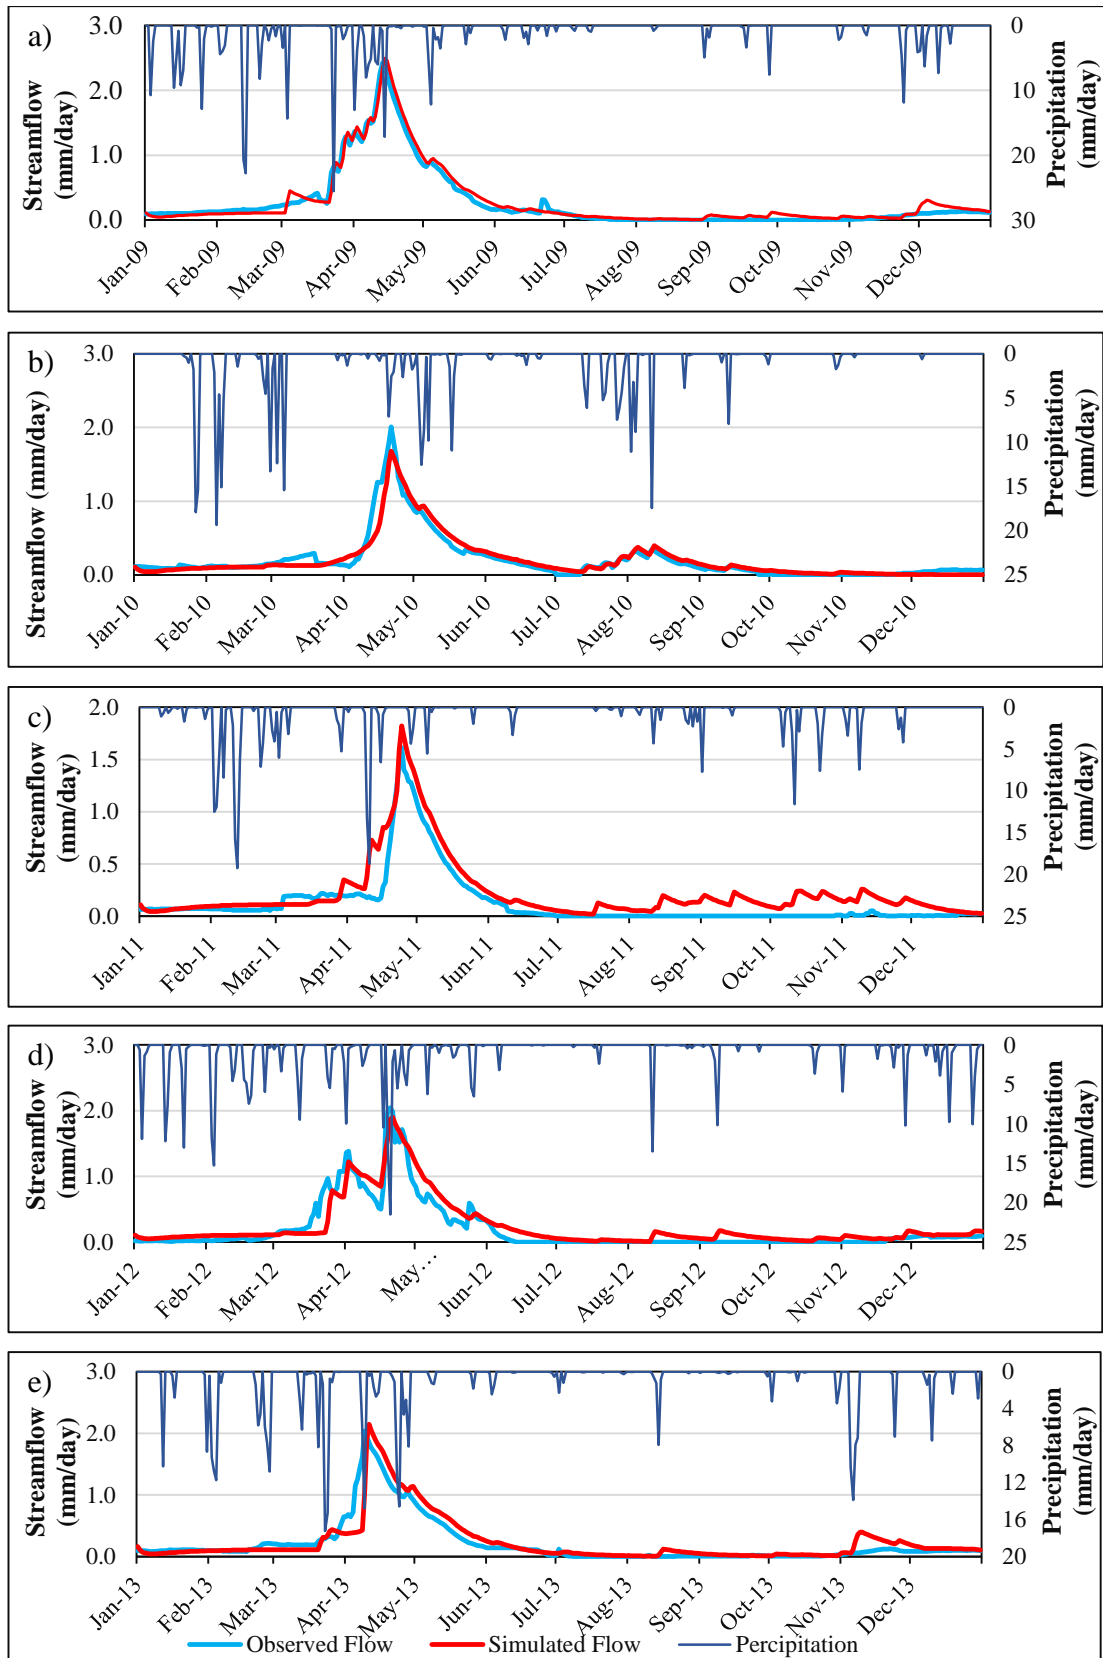 a)
Streamflow
(mm/day)
3.0
2.0
1.0
0.0
0
10
20
30
Precipitation
(mm/day)
Jan-09
Feb-09
Mar-09
Apr-09
May-09
Jun-09
Jul-09
Aug-09
Sep-09
Oct-09
Nov-09
Dec-09
b)
Streamflow (mm/day)
3.0
2.0
1.0
0.0
0
5
10
15
20
25
Precipitation
(mm/day)
Jan-10
Feb-10
Mar-10
Apr-10
May-10
Jun-10
Jul-10
Aug-10
Sep-10
Oct-10
Nov-10
Dec-10
c)
Streamflow
(mm/day)
2.0
1.5
1.0
0.5
0.0
0
5
10
15
20
25
Precipitation
(mm/day)
Jan-11
Feb-11
Mar-11
Apr-11
May-11
Jun-11
Jul-11
Aug-11
Sep-11
Oct-11
Nov-11
Dec-11
d)
Streamflow
(mm/day)
3.0
2.0
1.0
0.0
0
5
10
15
20
25
Precipitation
(mm/day)
Jan-12
Feb-12
Mar-12
Apr-12
May…
Jun-12
Jul-12
Aug-12
Sep-12
Oct-12
Nov-12
Dec-12
e)
Streamflow
(mm/day)
3.0
2.0
1.0
0.0
0
4
8
12
16
20
Precipitation
(mm/day)
Jan-13
Feb-13
Mar-13
Apr-13
May-13
Jun-13
Jul-13
Aug-13
Sep-13
Oct-13
Nov-13
Dec-13
Observed Flow
Simulated Flow
Percipitation